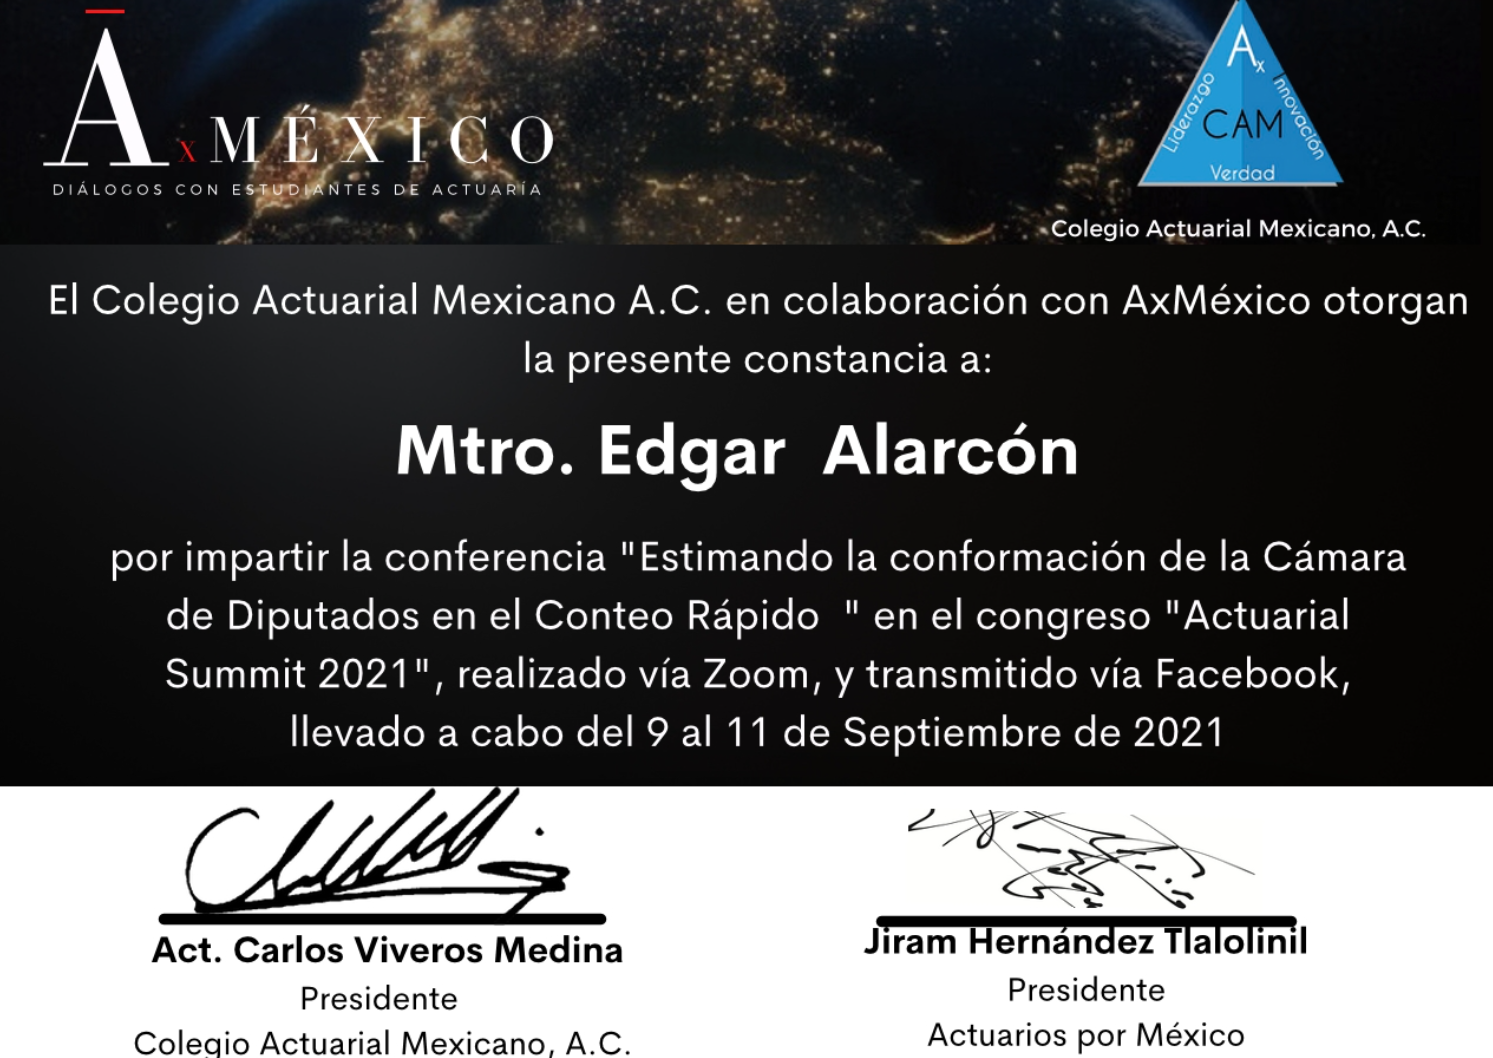 Ā x MÉXICO
DIÁLOGOS CON ESTUDIANTES DE ACTUARÍA
Ax
Liderazgo
Innovación
CAM
Verdad
Colegio Actuarial Mexicano, A.C.
El Colegio Actuarial Mexicano A.C. en colaboración con AxMéxico otorgan
la presente constancia a:
Mtro. Edgar Alarcón
por impartir la conferencia "Estimando la conformación de la Cámara
de Diputados en el Conteo Rápido " en el congreso "Actuarial
Summit 2021", realizado vía Zoom, y transmitido vía Facebook,
llevado a cabo del 9 al 11 de Septiembre de 2021
Act. Carlos Viveros Medina
Presidente
Colegio Actuarial Mexicano, A.C.
Jiram Hernández Tlalolinil
Presidente
Actuarios por México